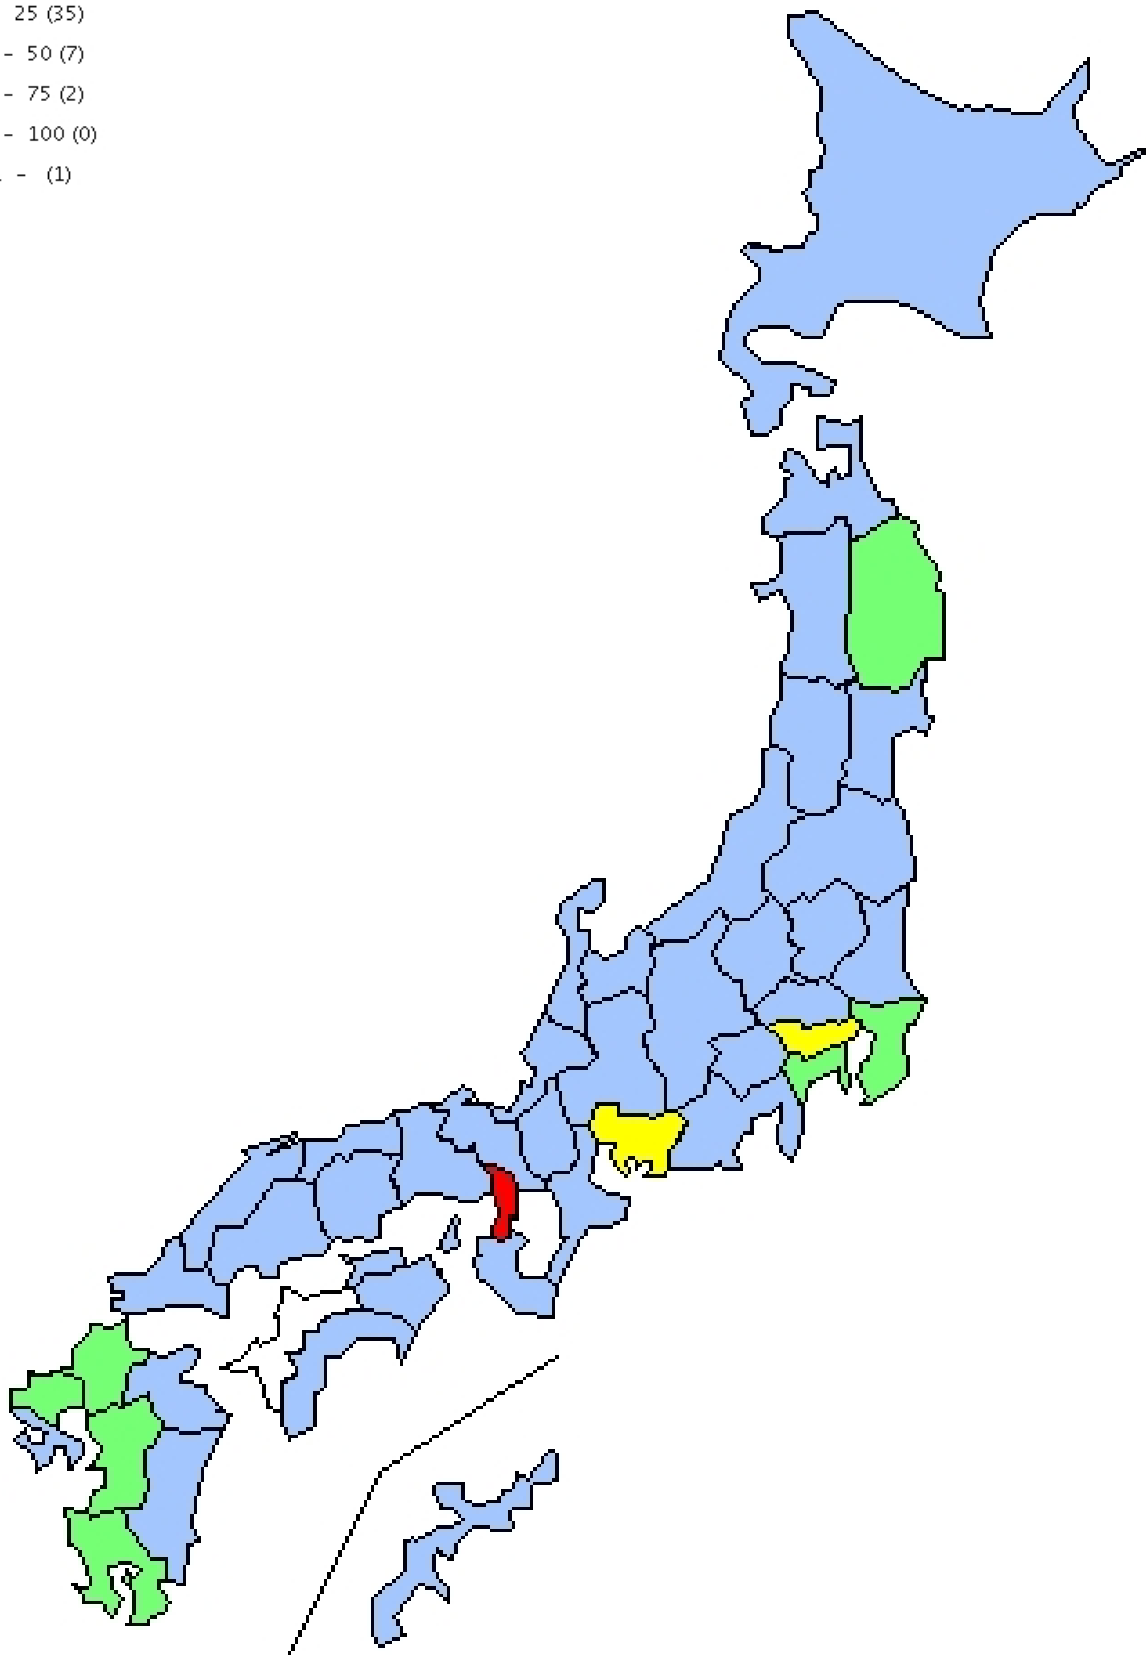 25 (35)
– 50 (7)
– 75 (2)
– 100 (0)
– (1)